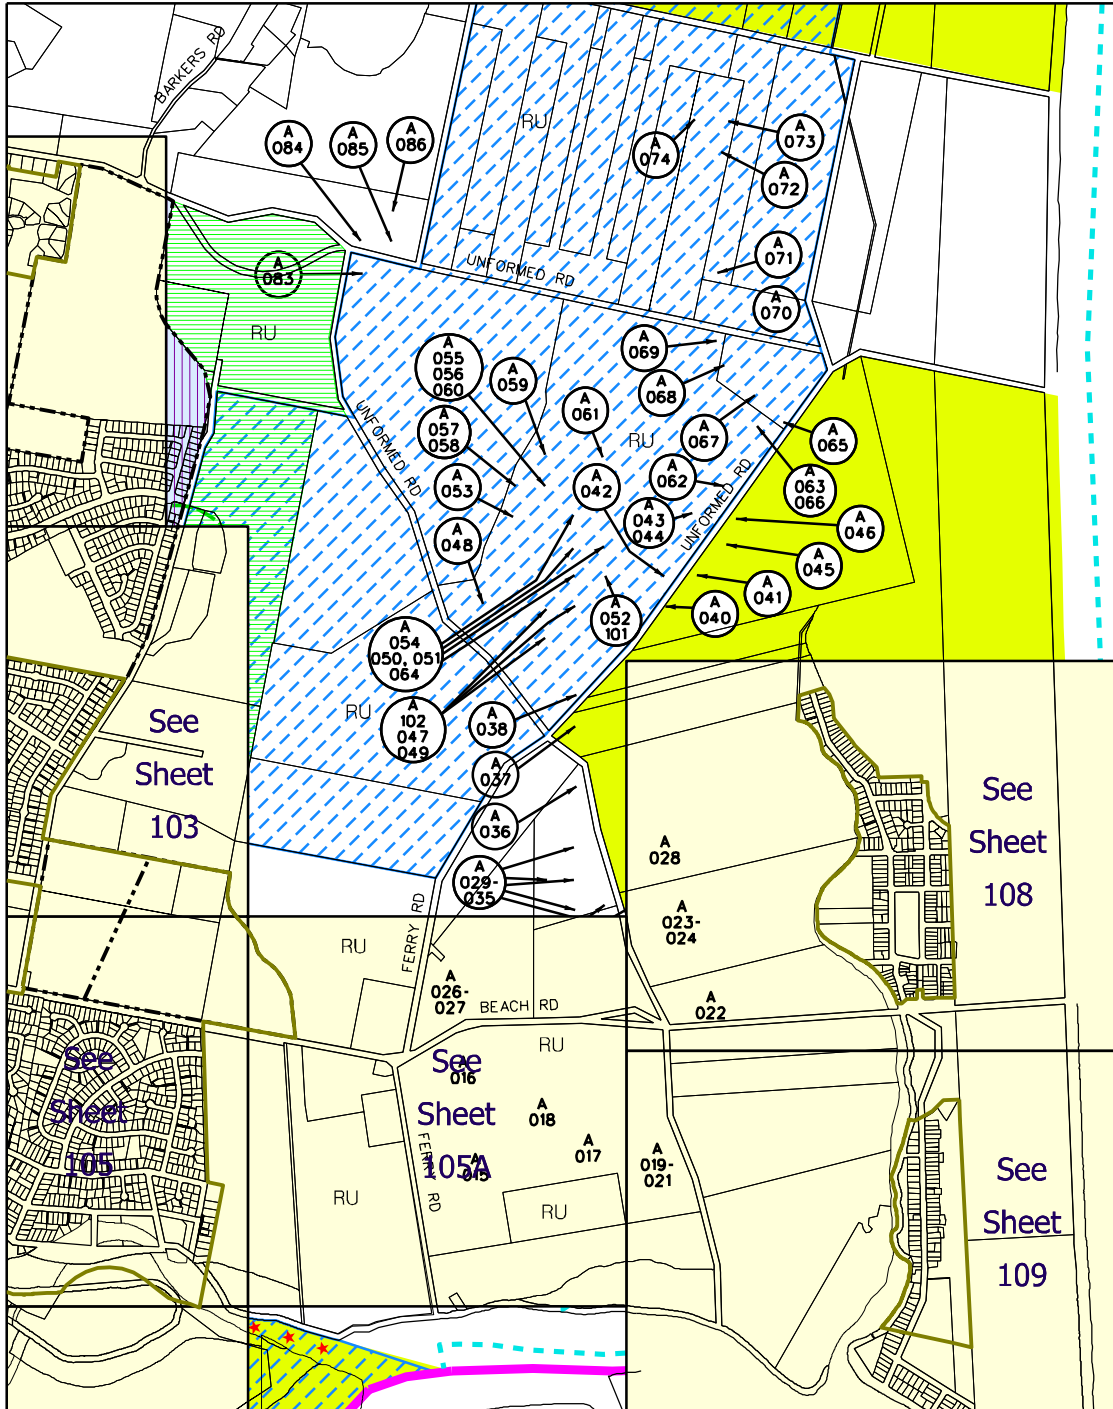 BARKERS RD
RU
A
084
A
085
A
086
A
074
A
073
A
072
A
071
A
070
UNFORMED RD
A
083
RU
A
055
056
060
A
059
A
069
A
068
A
061
RU
A
067
A
065
A
057
058
UNFORMED RD
A
053
A
042
A
062
A
063
066
A
043
044
UNFORMED RD
A
046
A
048
A
045
A
041
A
040
A
052
101
A
054
050, 051
064
RU
A
102
047
049
A
038
A
037
A
036
A
029-
035
See
Sheet
103
A
028
See
Sheet
108
A
023-
024
FERRY RD
RU
A
026-
027
BEACH RD
A
022
RU
See
Sheet
105
See
Sheet
105A
A
016
A
018
A
017
A
015
A
019-
021
FERRY RD
RU
RU
See
Sheet
109